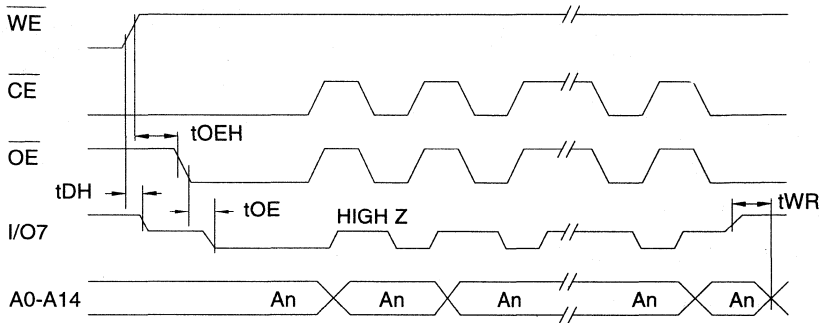 WE
CE
tOEH
OE
tDH
tOE
HIGH Z
tWR
I/O7
A0-A14 An An An An An